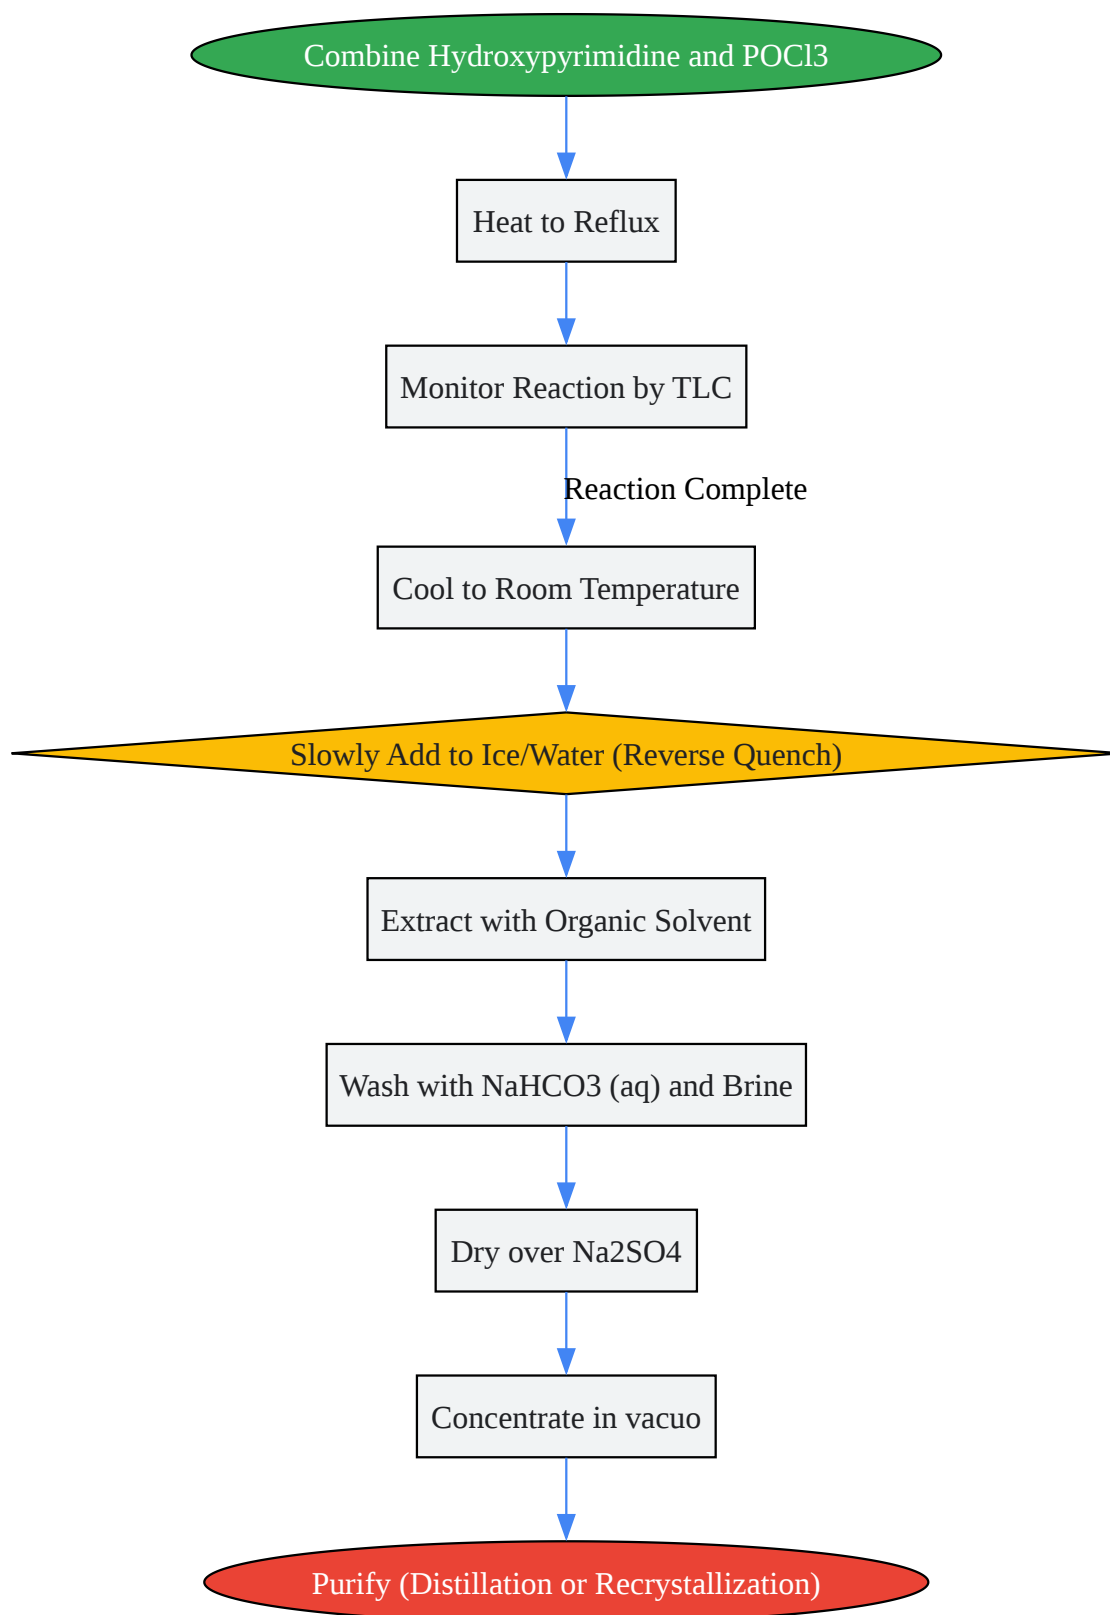 Combine Hydroxypyrimidine and POCl3
Heat to Reflux
Monitor Reaction by TLC
Reaction Complete
Cool to Room Temperature
Slowly Add to Ice/Water (Reverse Quench)
Extract with Organic Solvent
Wash with NaHCO3 (aq) and Brine
Dry over Na2SO4
Concentrate in vacuo
Purify (Distillation or Recrystallization)